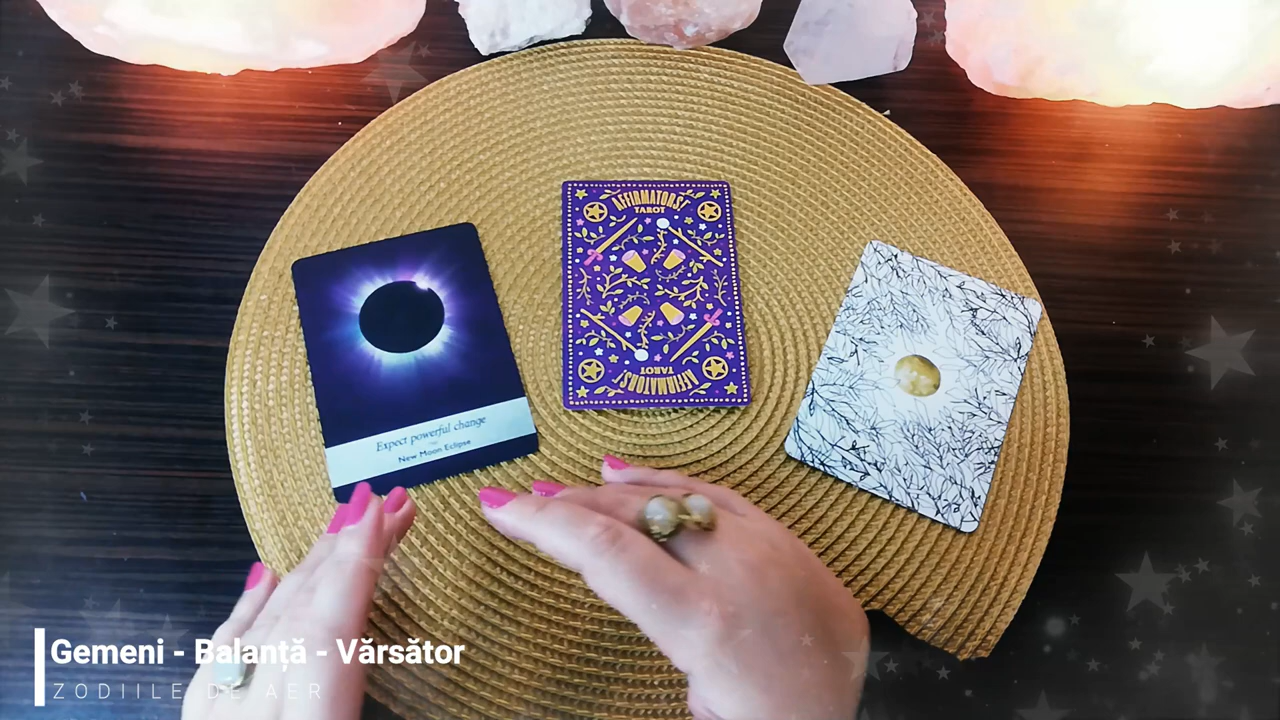 AFFIRMATORS!
TAROT
Expect powerful change
New Moon Eclipse
TAROT
AFFIRMATORS!
Gemeni - Balanță - Vărsător
ZODIILE DE AER